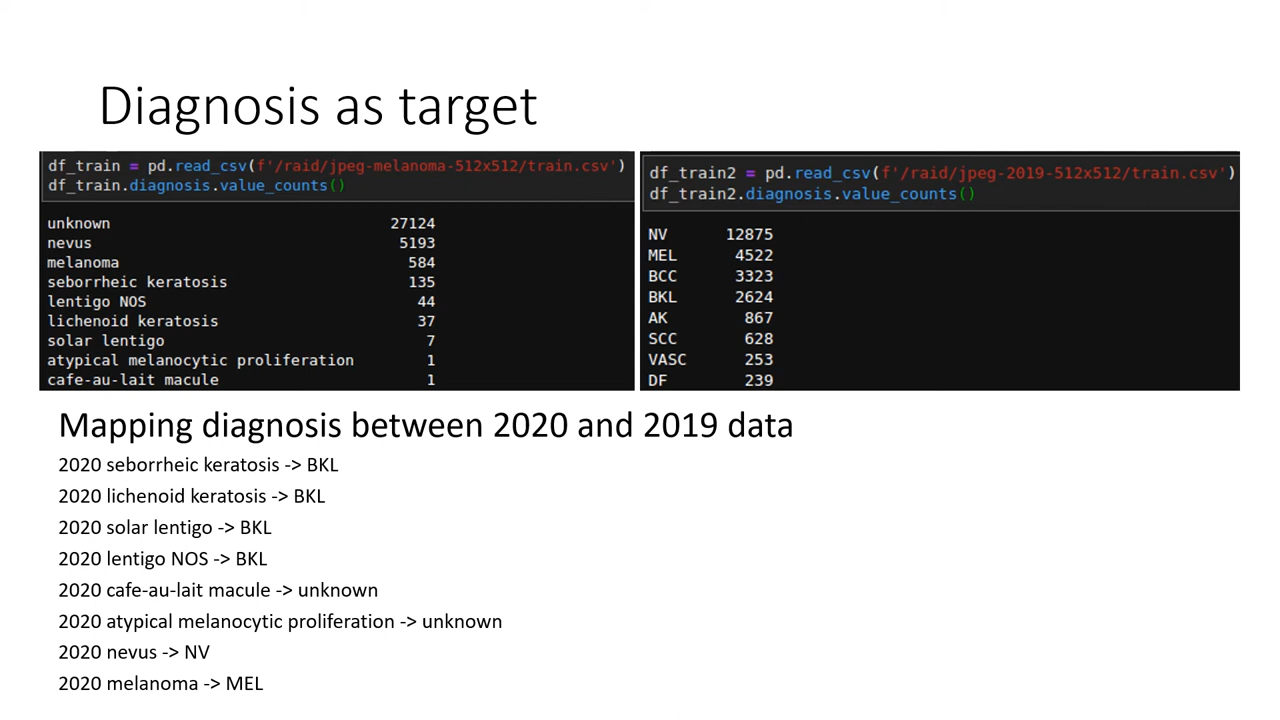 Diagnosis as target
df_train = pd.read_csv(f'/raid/jpeg-melanoma-512x512/train.csv')
df_train.diagnosis.value_counts()
unknown 27124
nevus 5193
melanoma 584
seborrheic keratosis 135
lentigo NOS 44
lichenoid keratosis 37
solar lentigo 7
atypical melanocytic proliferation 1
cafe-au-lait macule 1
df_train2 = pd.read_csv(f'/raid/jpeg-2019-512x512/train.csv')
df_train2.diagnosis.value_counts()
NV 12875
MEL 4522
BCC 3323
BKL 2624
AK 867
SCC 628
VASC 253
DF 239
Mapping diagnosis between 2020 and 2019 data
2020 seborrheic keratosis -> BKL
2020 lichenoid keratosis -> BKL
2020 solar lentigo -> BKL
2020 lentigo NOS -> BKL
2020 cafe-au-lait macule -> unknown
2020 atypical melanocytic proliferation -> unknown
2020 nevus -> NV
2020 melanoma -> MEL